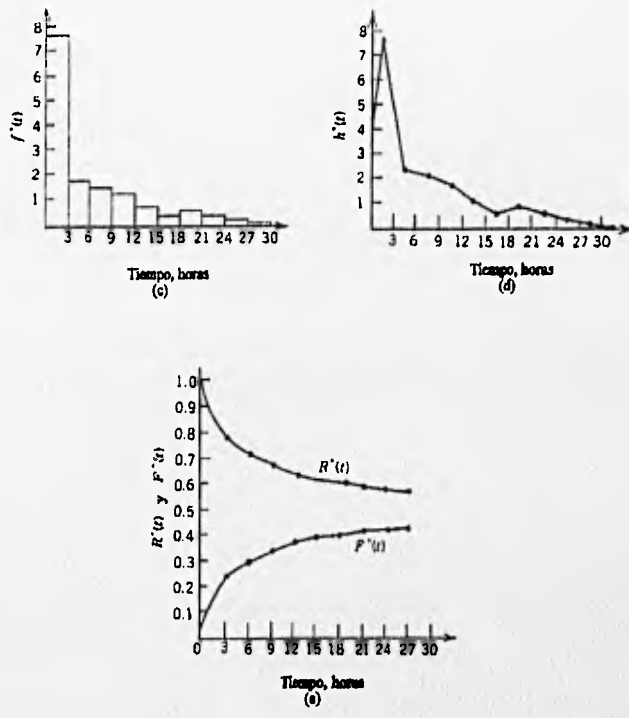 8
7
6
5
4
3
2
1
f*(t)
3 6 9 12 15 18 21 24 27 30
Tiempo, horas
(c)
8
7
6
5
4
3
2
1
h*(t)
3 6 9 12 15 18 21 24 27 30
Tiempo, horas
(d)
1.0
0.9
0.8
0.7
0.6
0.5
0.4
0.3
0.2
0.1
R*(t) y F*(t)
R*(t)
F*(t)
0 3 6 9 12 15 18 21 24 27 30
Tiempo, horas
(e)